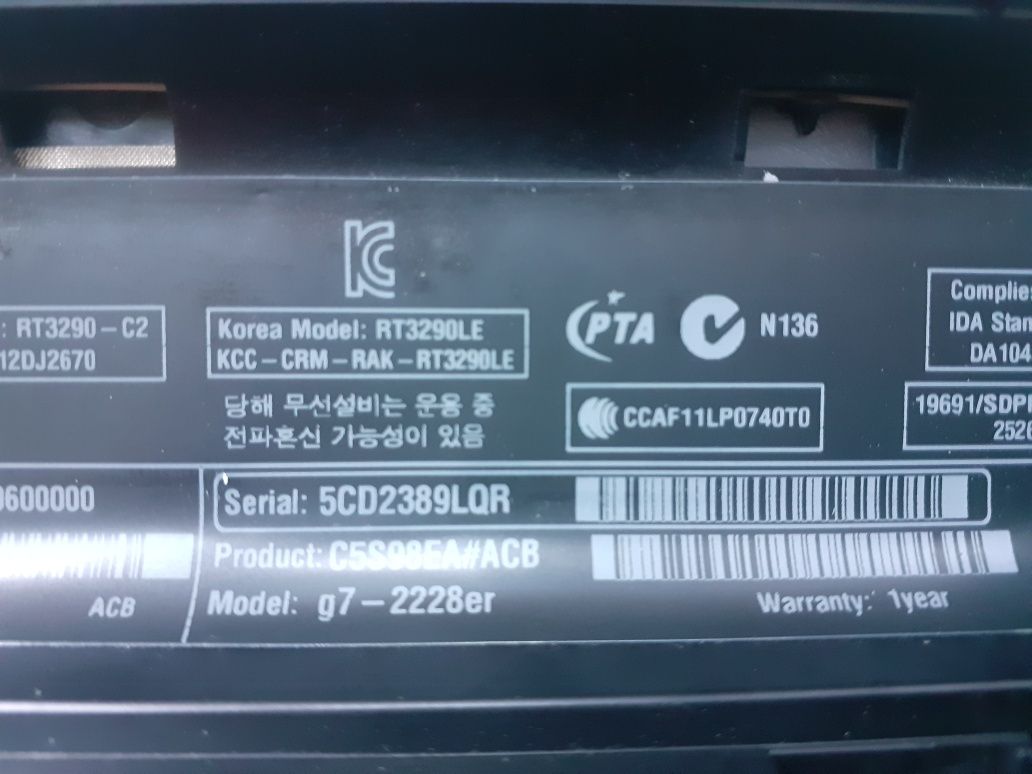 : RT3290-C2
12DJ2670
Korea Model: RT3290LE
KCC-CRM-RAK-RT3290LE
당해 무선설비는 운용 중
전파혼신 가능성이 있음
PTA
N136
CCAF11LP0740T0
Complies
IDA Stan
DA104
19691/SDP
2526
0600000
ACB
Serial: 5CD2389LQR
Product: C5S98EA#ACB
Model: g7-2228er
Warranty: 1year